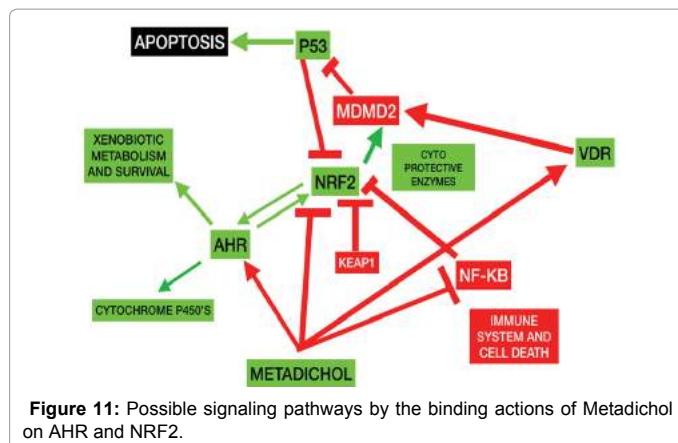 APOPTOSIS
P53
MDMD2
XENOBIOTIC
METABOLISM
AND SURVIVAL
CYTO
PROTECTIVE
ENZYMES
VDR
NRF2
AHR
KEAP1
NF-KB
CYTOCHROME P450'S
IMMUNE
SYSTEM AND
CELL DEATH
METADICHOL
Figure 11: Possible signaling pathways by the binding actions of Metadichol
on AHR and NRF2.